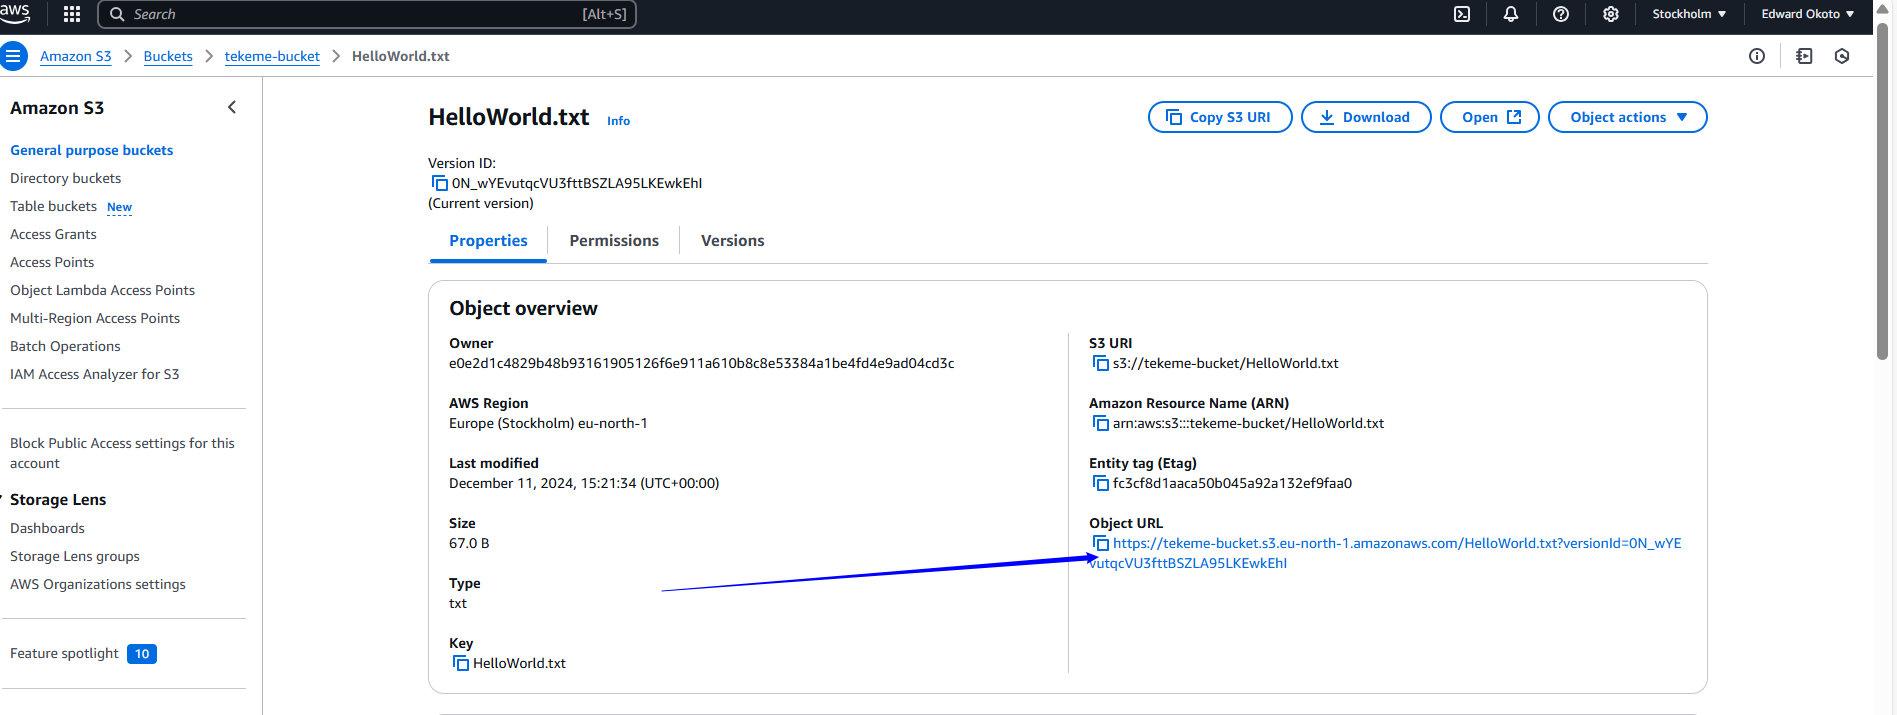 aws
Search [Alt+S]
Stockholm
Edward Okoto
Amazon S3
Buckets
tekeme-bucket
HelloWorld.txt
Amazon S3
General purpose buckets
Directory buckets
Table buckets New
Access Grants
Access Points
Object Lambda Access Points
Multi-Region Access Points
Batch Operations
IAM Access Analyzer for S3
Block Public Access settings for this
account
Storage Lens
Dashboards
Storage Lens groups
AWS Organizations settings
Feature spotlight 10
HelloWorld.txt Info
Copy S3 URI
Download
Open
Object actions
Version ID:
0N_wYEvutqcVU3fttBSZLA95LKEwkEhI
(Current version)
Properties
Permissions
Versions
Object overview
Owner
e0e2d1c4829b48b93161905126f6e911a610b8c8e53384a1be4fd4e9ad04cd3c
AWS Region
Europe (Stockholm) eu-north-1
Last modified
December 11, 2024, 15:21:34 (UTC+00:00)
Size
67.0 B
Type
txt
Key
HelloWorld.txt
S3 URI
s3://tekeme-bucket/HelloWorld.txt
Amazon Resource Name (ARN)
arn:aws:s3:::tekeme-bucket/HelloWorld.txt
Entity tag (Etag)
fc3cf8d1aaca50b045a92a132ef9faa0
Object URL
https://tekeme-bucket.s3.eu-north-1.amazonaws.com/HelloWorld.txt?versionId=0N_wYE
vutqcVU3fttBSZLA95LKEwkEhI